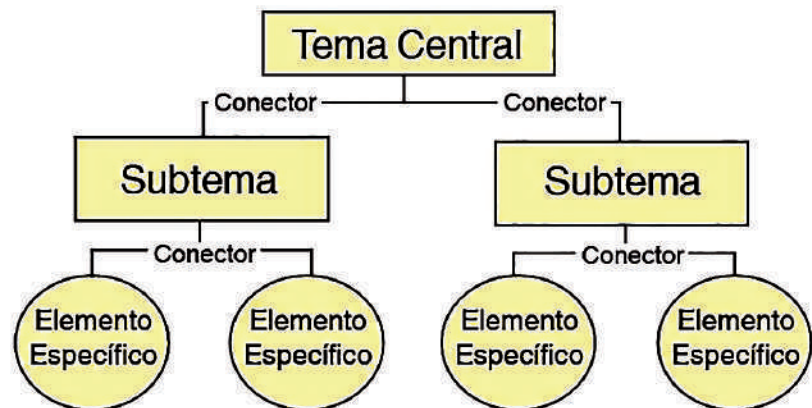 Tema Central
Conector
Conector
Subtema
Subtema
Conector
Conector
Elemento
Específico
Elemento
Específico
Elemento
Específico
Elemento
Específico